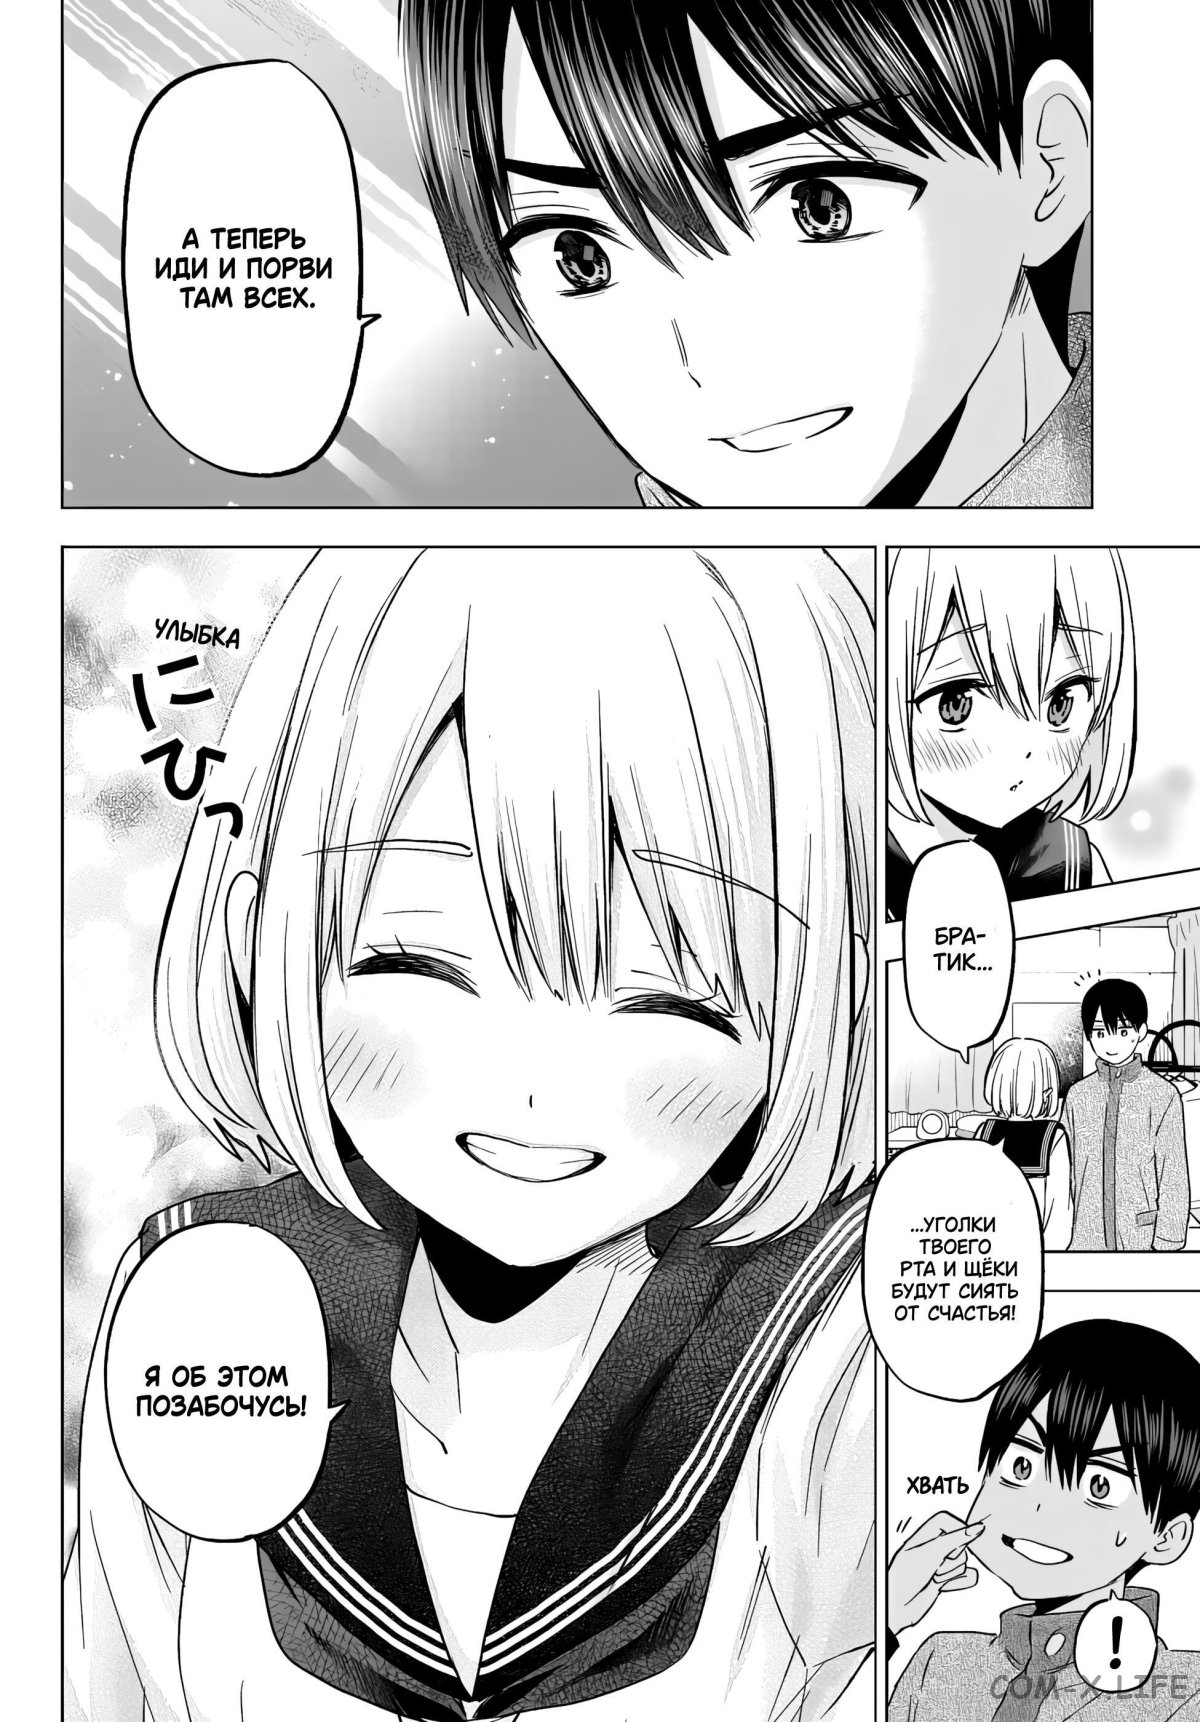 А ТЕПЕРЬ
ИДИ И ПОРВИ
ТАМ ВСЕХ.
БРА-
ТИК...
...УГОЛКИ
ТВОЕГО
РТА И ЩЁКИ
БУДУТ СИЯТЬ
ОТ СЧАСТЬЯ!
ХВАТЬ
!
УЛЫБКА
にひっ
Я ОБ ЭТОМ
ПОЗАБОЧУСЬ!
COM-X.LIFE